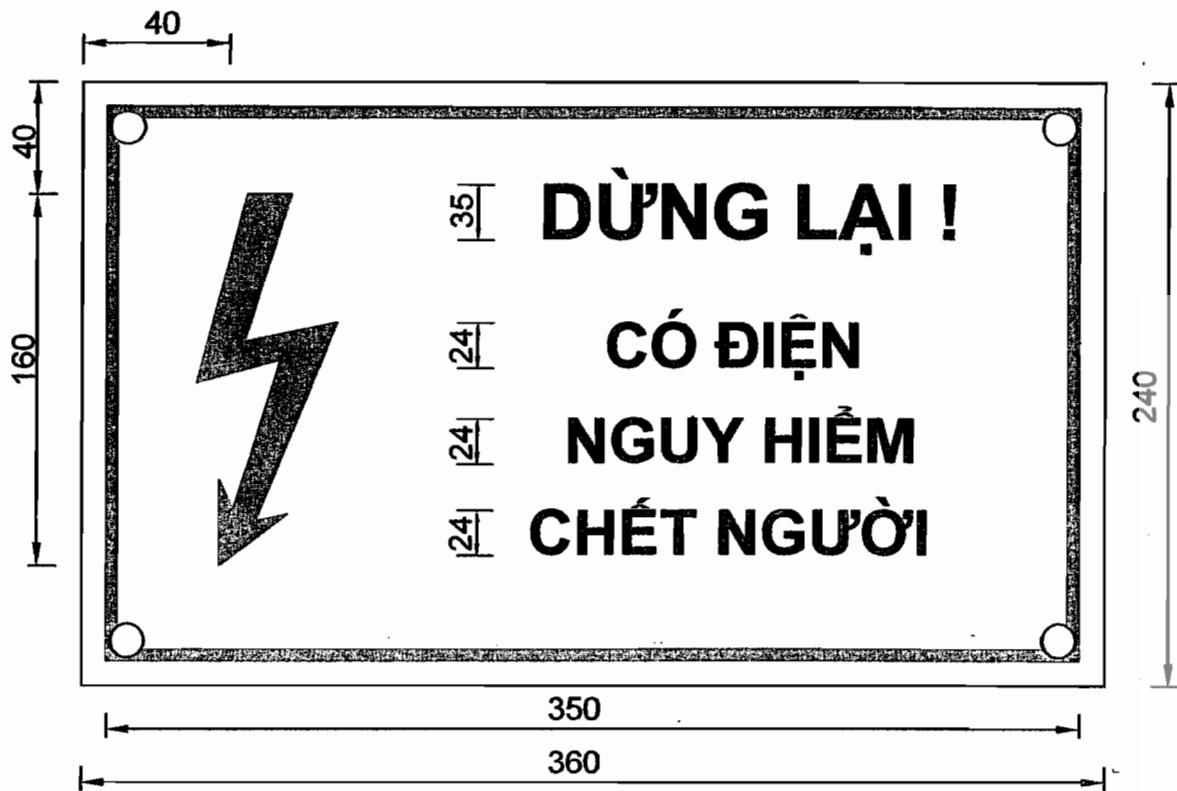 40
40
35 DỪNG LẠI !
160
24 CÓ ĐIỆN
240
24 NGUY HIỂM
24 CHẾT NGƯỜI
350
360